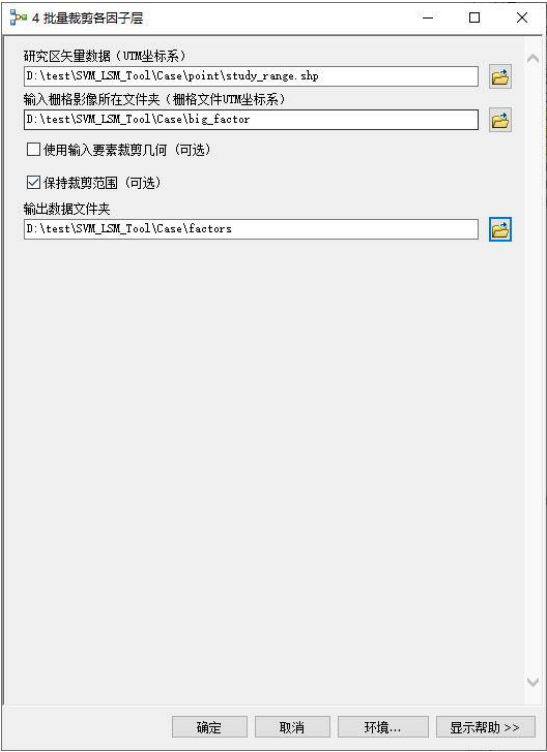 4 批量裁剪各因子层
研究区矢量数据（UTM坐标系）
D:\test\SVM_LSM_Tool\Case\point\study_range.shp
输入栅格影像所在文件夹（栅格文件UTM坐标系）
D:\test\SVM_LSM_Tool\Case\big_factor
使用输入要素裁剪几何（可选）
保持裁剪范围（可选）
输出数据文件夹
D:\test\SVM_LSM_Tool\Case\factors
确定 取消 环境... 显示帮助 >>